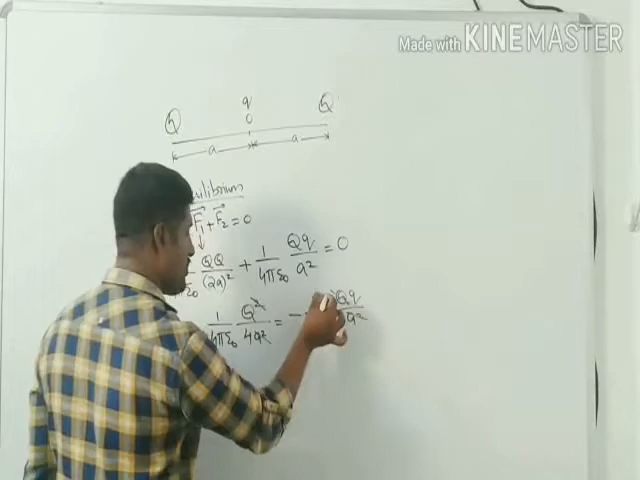 Made with KINEMASTER
q
Q O Q
a a
uilibrium
F₁ + F₂ = 0
QQ/(2a)² + 1/4πε₀ Qq/a² = 0
1/4πε₀ Q²/4a² = - Qq/a²